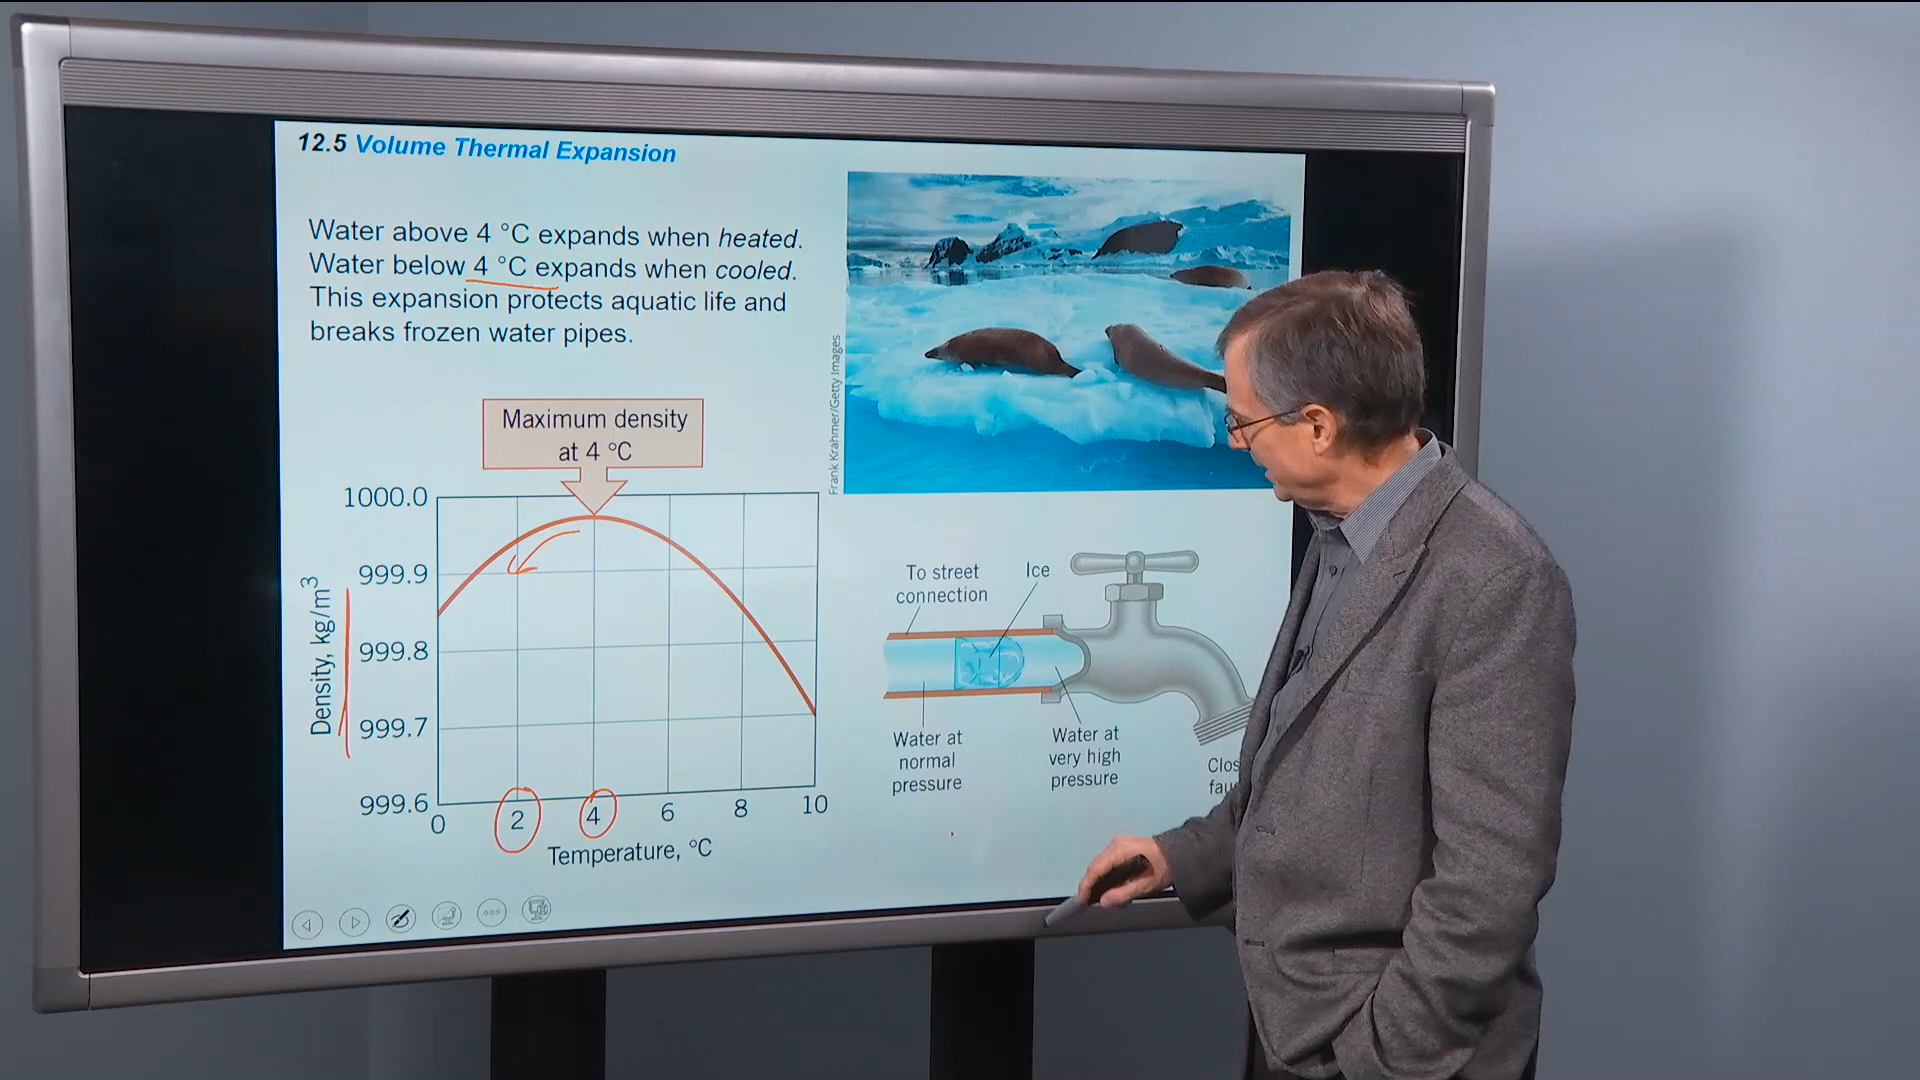 12.5 Volume Thermal Expansion
Water above 4 °C expands when heated.
Water below 4 °C expands when cooled.
This expansion protects aquatic life and
breaks frozen water pipes.
Frank Krahmer/Getty Images
Maximum density
at 4 °C
1000.0
999.9
999.8
999.7
999.6
Density, kg/m³
0 2 4 6 8 10
Temperature, °C
To street
connection
Ice
Water at
normal
pressure
Water at
very high
pressure